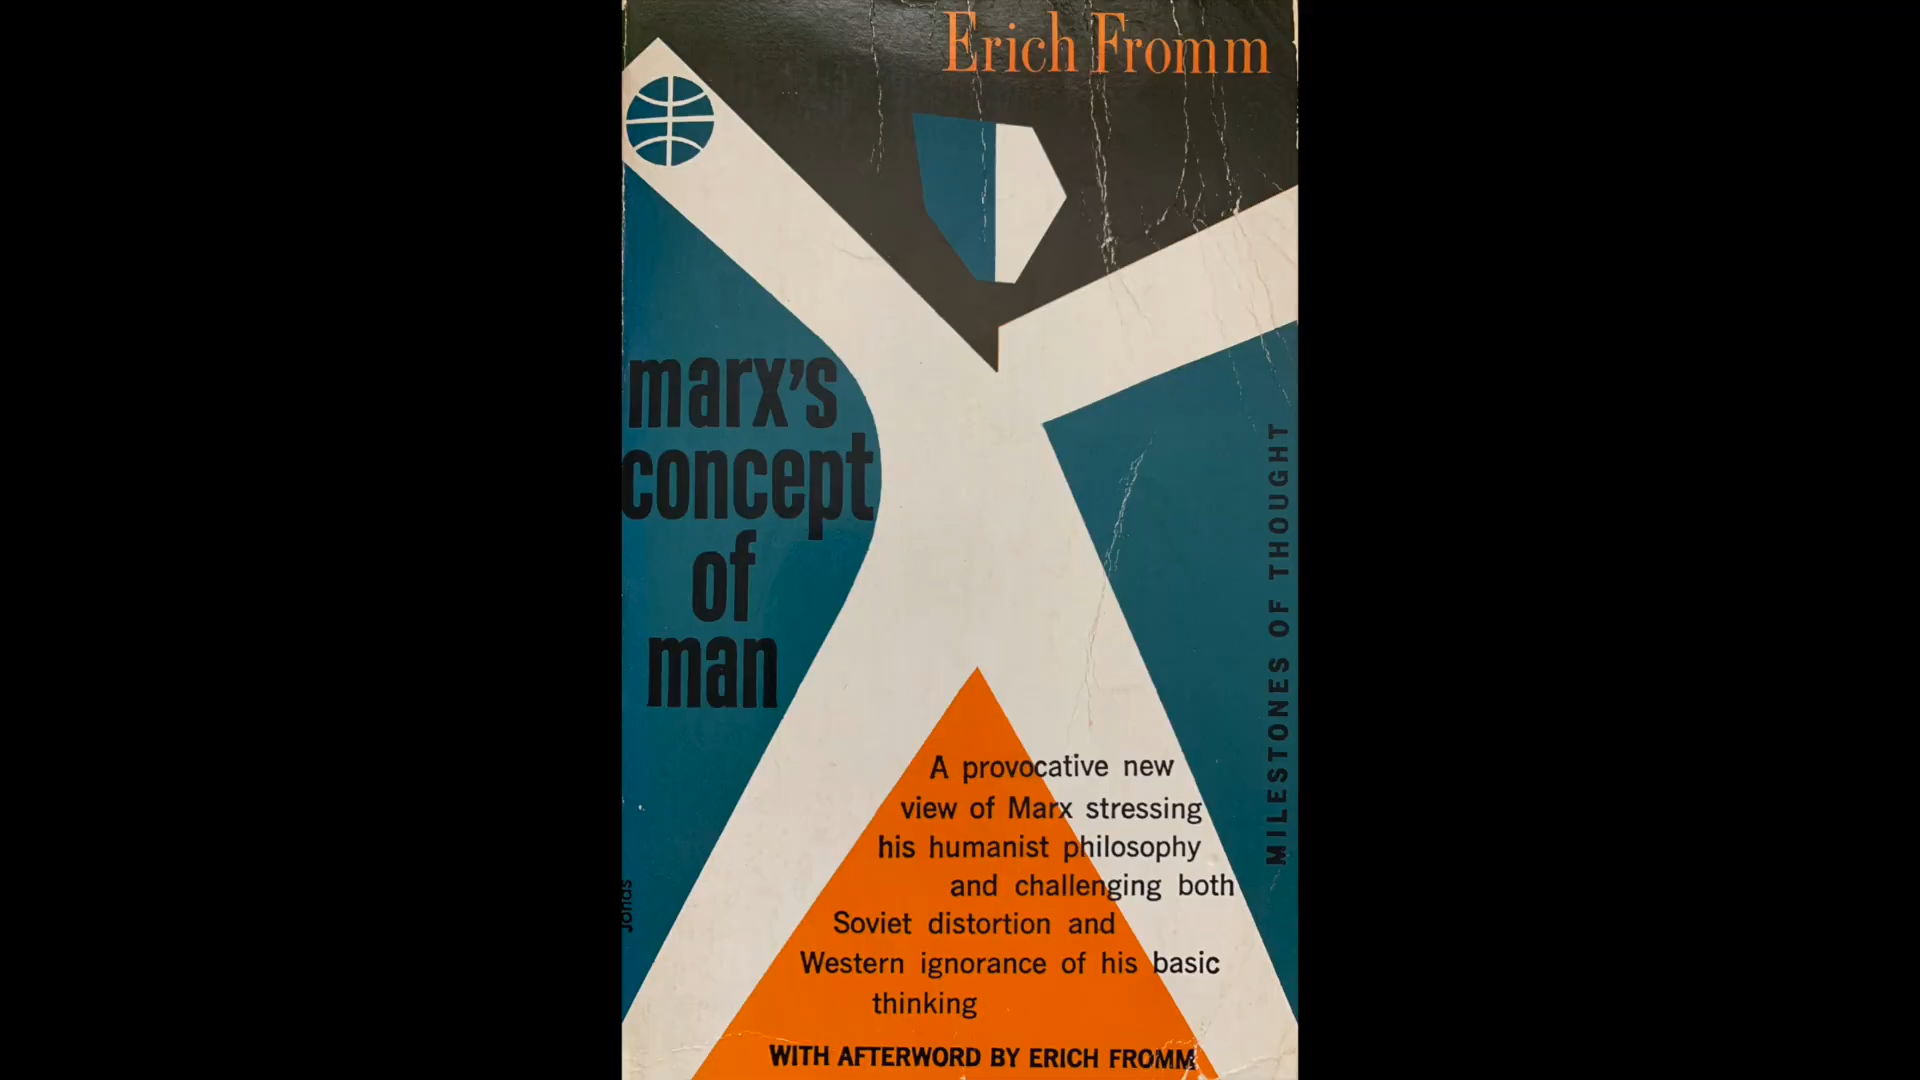 Erich Fromm
marx's
concept
of
man
MILESTONES OF THOUGHT
A provocative new
view of Marx stressing
his humanist philosophy
and challenging both
Soviet distortion and
Western ignorance of his basic
thinking
WITH AFTERWORD BY ERICH FROMM
Jonas